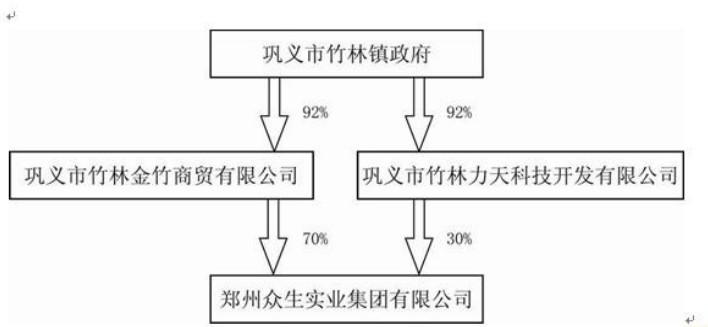 巩义市竹林镇政府
92%
92%
巩义市竹林金竹商贸有限公司
巩义市竹林力天科技开发有限公司
70%
30%
郑州众生实业集团有限公司